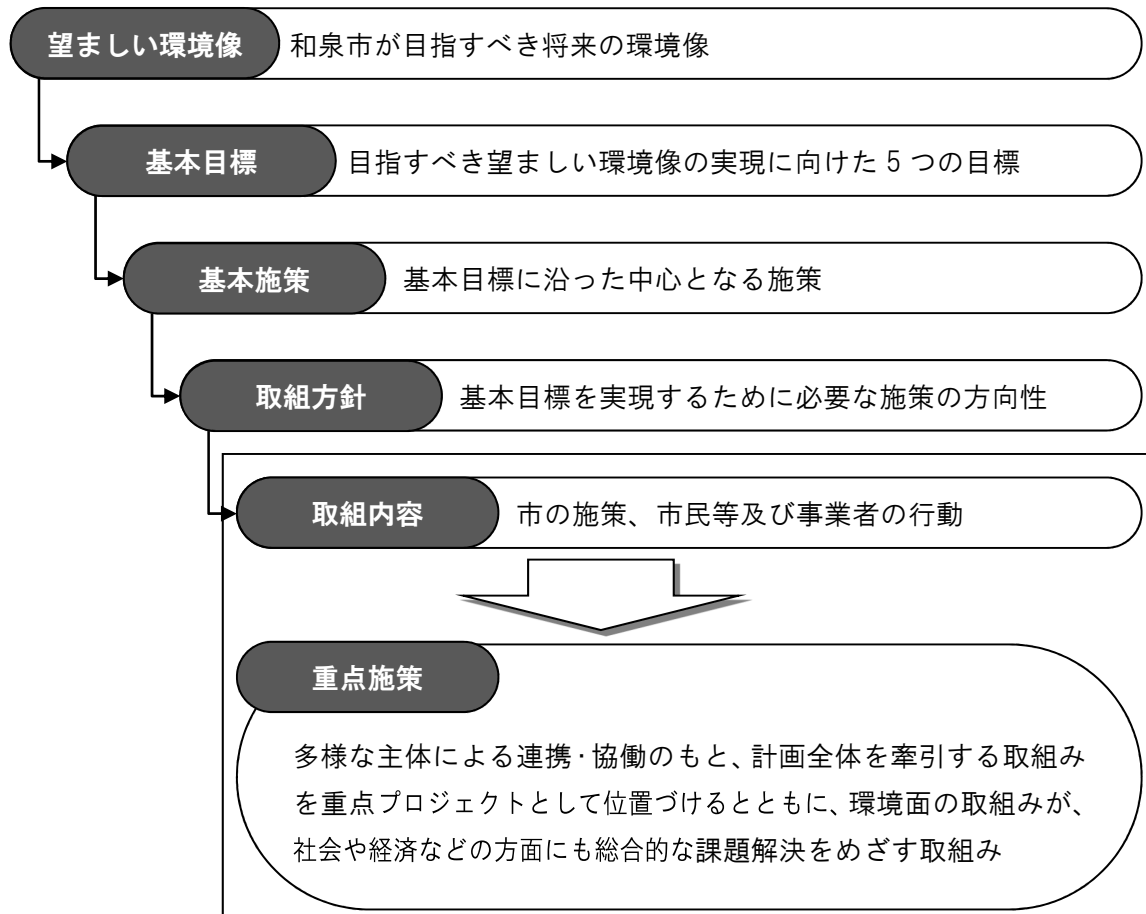 望ましい環境像 和泉市が目指すべき将来の環境像
基本目標 目指すべき望ましい環境像の実現に向けた5つの目標
基本施策 基本目標に沿った中心となる施策
取組方針 基本目標を実現するために必要な施策の方向性
取組内容 市の施策、市民等及び事業者の行動
重点施策
多様な主体による連携・協働のもと、計画全体を牽引する取組み
を重点プロジェクトとして位置づけるとともに、環境面の取組みが、
社会や経済などの方面にも総合的な課題解決をめざす取組み